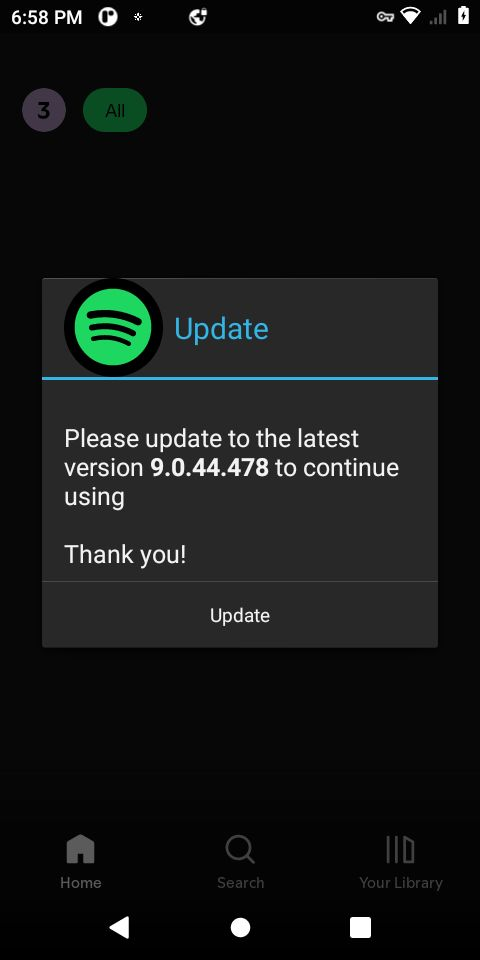 6:58 PM
3 All
Update
Please update to the latest
version 9.0.44.478 to continue
using
Thank you!
Update
Home Search Your Library